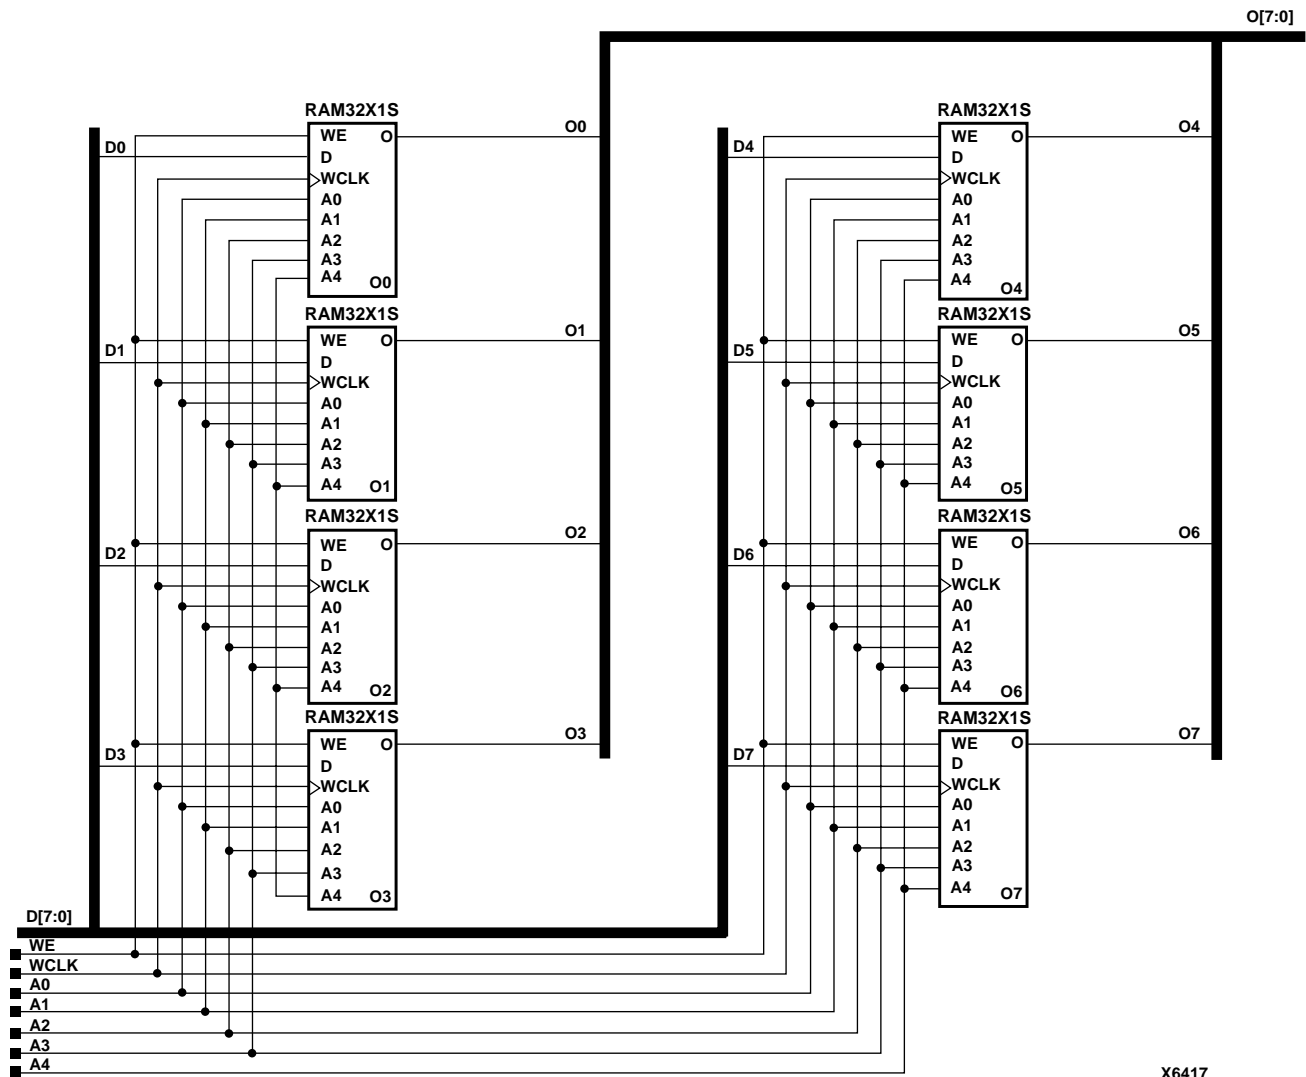 O[7:0]
RAM32X1S
WE O
D
WCLK
A0
A1
A2
A3
A4 O0
D0
O0
RAM32X1S
WE O
D
WCLK
A0
A1
A2
A3
A4 O1
D1
O1
RAM32X1S
WE O
D
WCLK
A0
A1
A2
A3
A4 O2
D2
O2
RAM32X1S
WE O
D
WCLK
A0
A1
A2
A3
A4 O3
D3
O3
RAM32X1S
WE O
D
WCLK
A0
A1
A2
A3
A4 O4
D4
O4
RAM32X1S
WE O
D
WCLK
A0
A1
A2
A3
A4 O5
D5
O5
RAM32X1S
WE O
D
WCLK
A0
A1
A2
A3
A4 O6
D6
O6
RAM32X1S
WE O
D
WCLK
A0
A1
A2
A3
A4 O7
D7
O7
D[7:0]
WE
WCLK
A0
A1
A2
A3
A4
X6417